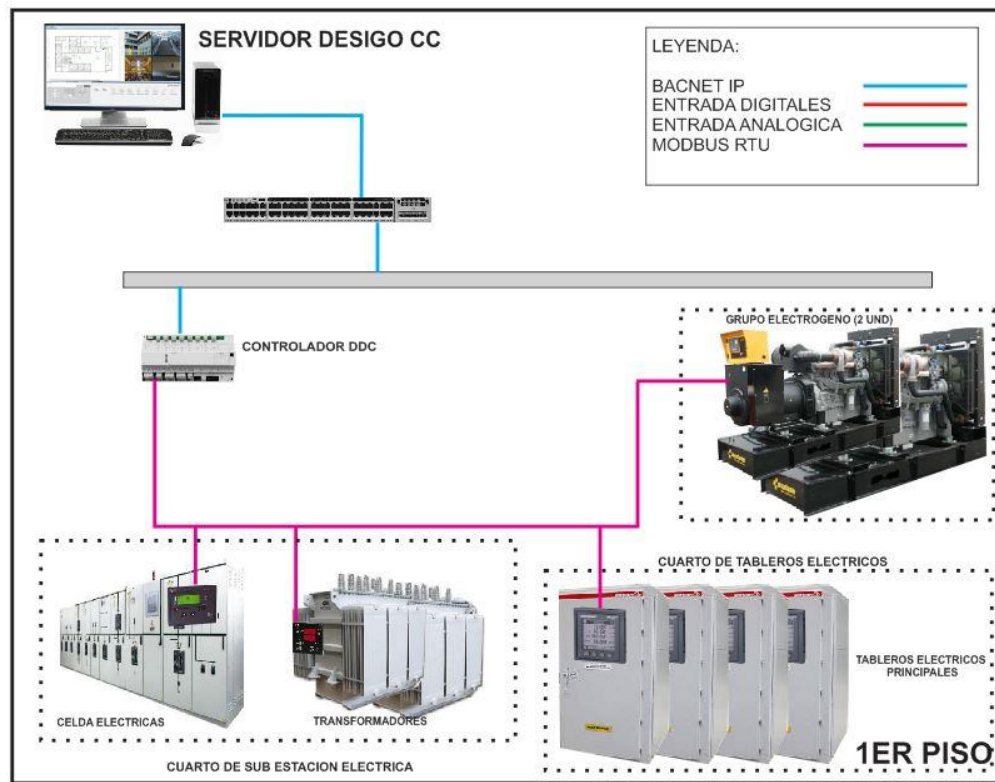 SERVIDOR DESIGO CC
LEYENDA:
BACNET IP
ENTRADA DIGITALES
ENTRADA ANALOGICA
MODBUS RTU
CONTROLADOR DDC
GRUPO ELECTROGENO (2 UND)
CUARTO DE TABLEROS ELECTRICOS
TABLEROS ELECTRICOS
PRINCIPALES
CELDA ELECTRICAS
TRANSFORMADORES
CUARTO DE SUB ESTACION ELECTRICA
1ER PISO